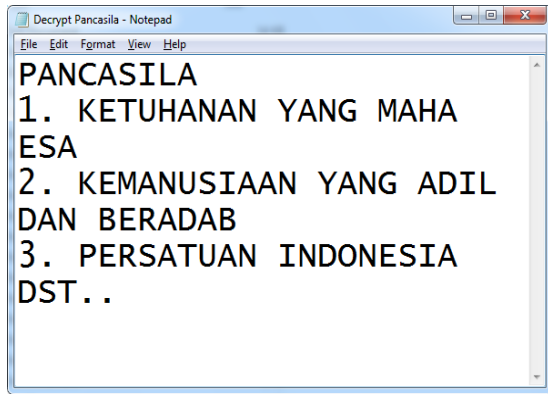 Decrypt Pancasila - Notepad
File Edit Format View Help
PANCASILA
1. KETUHANAN YANG MAHA
ESA
2. KEMANUSIAAN YANG ADIL
DAN BERADAB
3. PERSATUAN INDONESIA
DST..